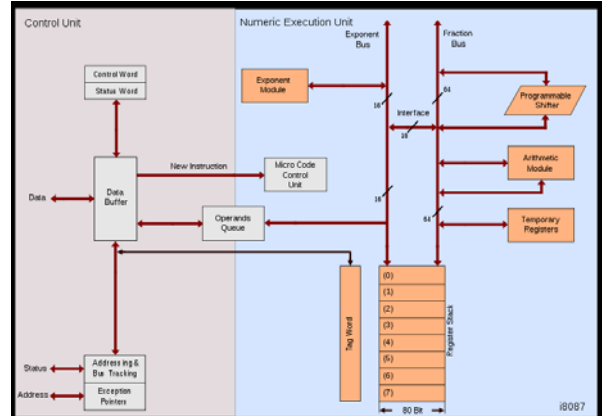 Control Unit
Numeric Execution Unit
Exponent
Bus
Fraction
Bus
Control Word
Status Word
Exponent
Module
16
64
Interface
16
Programmable
Shifter
New Instruction
Micro Code
Control
Unit
Arithmetic
Module
Data
Data
Buffer
16
64
Operands
Queue
Temporary
Registers
(0)
(1)
(2)
(3)
(4)
(5)
(6)
(7)
Tag Word
Register Stack
Status
Addressing &
Bus Tracking
Address
Exception
Pointers
80 Bit
i8087